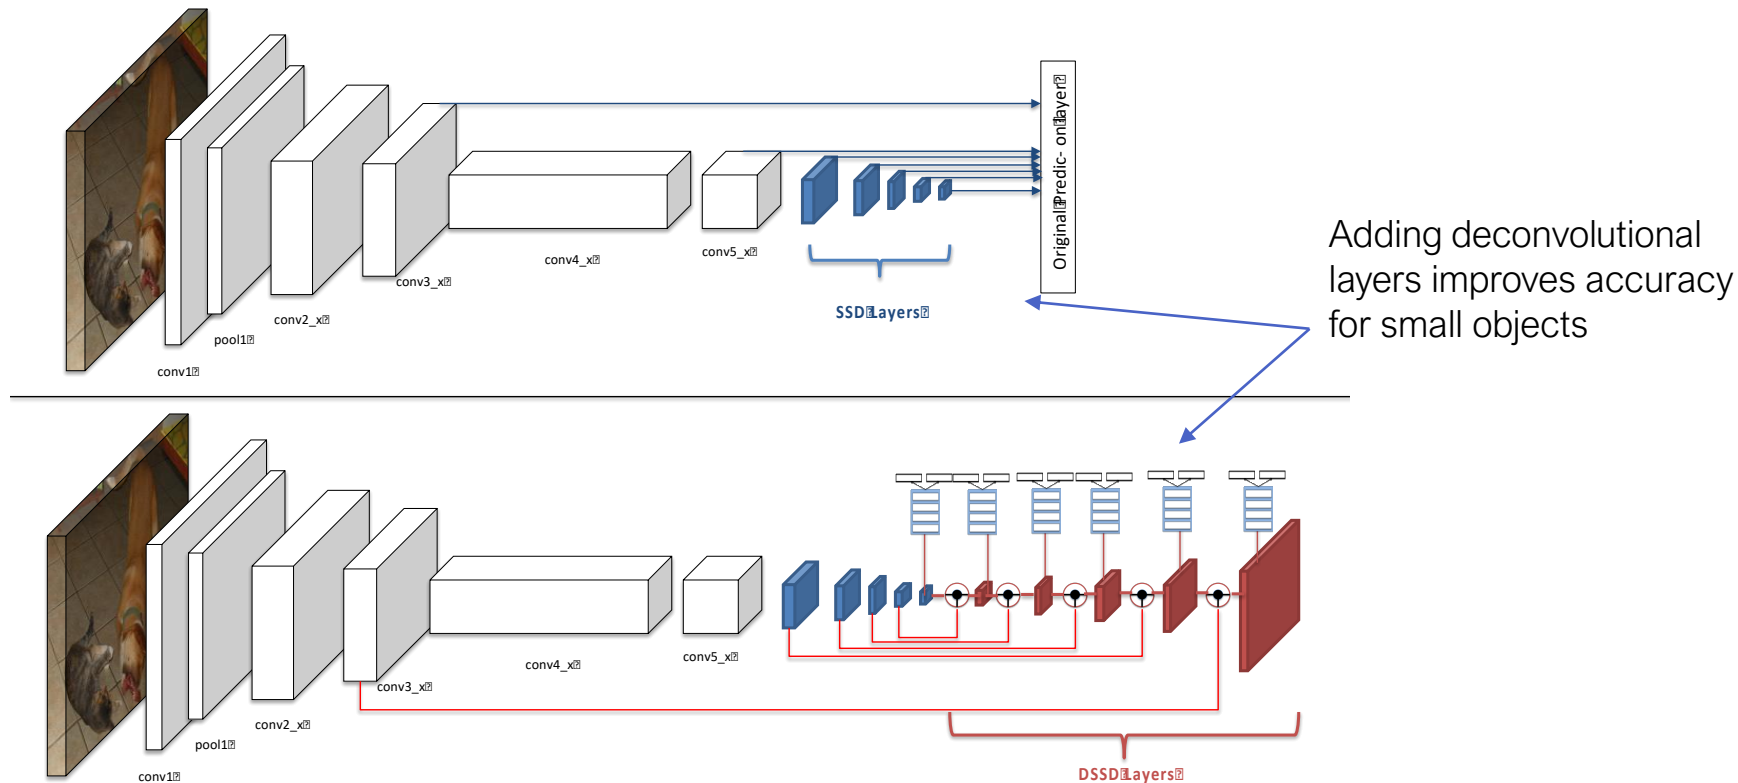 Original⍰Predic-on⍰layer⍰
conv1⍰
pool1⍰
conv2_x⍰
conv3_x⍰
conv4_x⍰
conv5_x⍰
SSD⍰Layers⍰
Adding deconvolutional
layers improves accuracy
for small objects
conv1⍰
pool1⍰
conv2_x⍰
conv3_x⍰
conv4_x⍰
conv5_x⍰
DSSD⍰Layers⍰